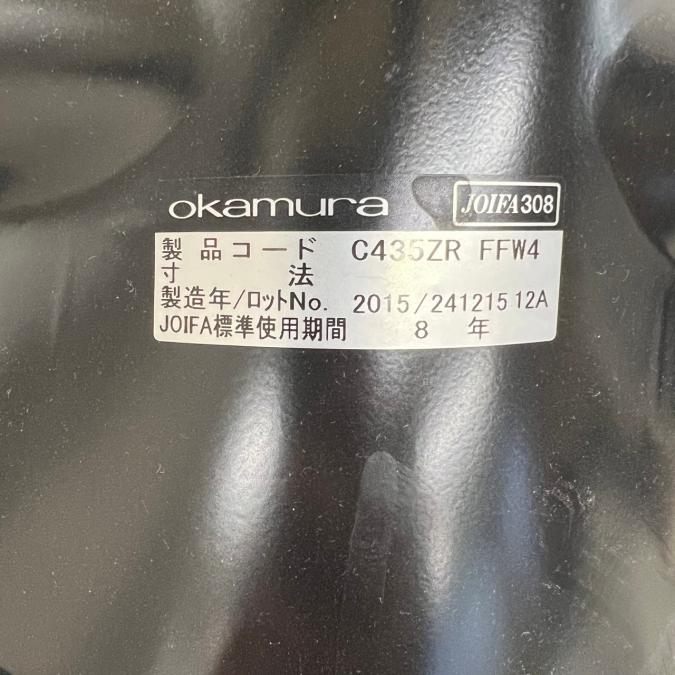 okamura JOIFA308
製品コード C435ZR FFW4
寸法
製造年/ロットNo. 2015/241215 12A
JOIFA標準使用期間 8 年